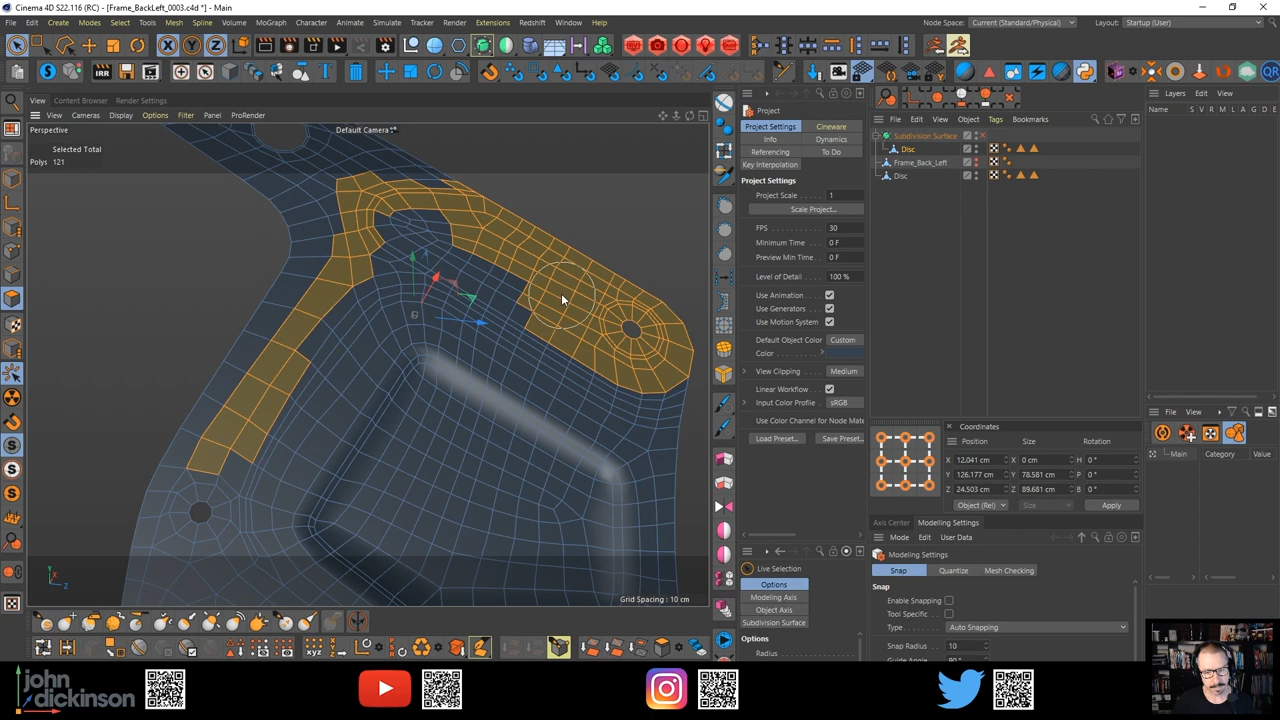 Cinema 4D S22.116 (RC) - [Frame_BackLeft_0003.c4d *] - Main
File Edit Create Modes Select Tools Mesh Spline Volume MoGraph Character Animate Simulate Tracker Render Extensions Redshift Window Help
Node Space: Current (Standard/Physical)
Layout: Startup (User)
View Content Browser Render Settings
View Cameras Display Options Filter Panel ProRender
Perspective
Default Camera
Selected Total
Polys 121
Grid Spacing : 10 cm
Project
Project Settings Cineware
Info Dynamics
Referencing To Do
Key Interpolation
Project Settings
Project Scale 1
Scale Project...
FPS 30
Minimum Time 0 F
Preview Min Time 0 F
Level of Detail 100 %
Use Animation
Use Generators
Use Motion System
Default Object Color Custom
Color
View Clipping Medium
Linear Workflow
Input Color Profile sRGB
Use Color Channel for Node Mate
Load Preset... Save Preset...
Live Selection
Options
Modeling Axis
Object Axis
Subdivision Surface
Options
Radius
File Edit View Object Tags Bookmarks
Subdivision Surface
Disc
Frame_Back_Left
Disc
Coordinates
Position Size Rotation
X 12.041 cm X 0 cm H 0 °
Y 126.177 cm Y 78.581 cm P 0 °
Z 24.503 cm Z 89.681 cm B 0 °
Object (Rel) Size Apply
Axis Center Modeling Settings
Mode Edit User Data
Modeling Settings
Snap Quantize Mesh Checking
Snap
Enable Snapping
Tool Specific
Type Auto Snapping
Snap Radius 10
Guide Angle 90 °
Layers Edit View
Name S V R M L A G D E
File View
Main Category Value
john
dickinson